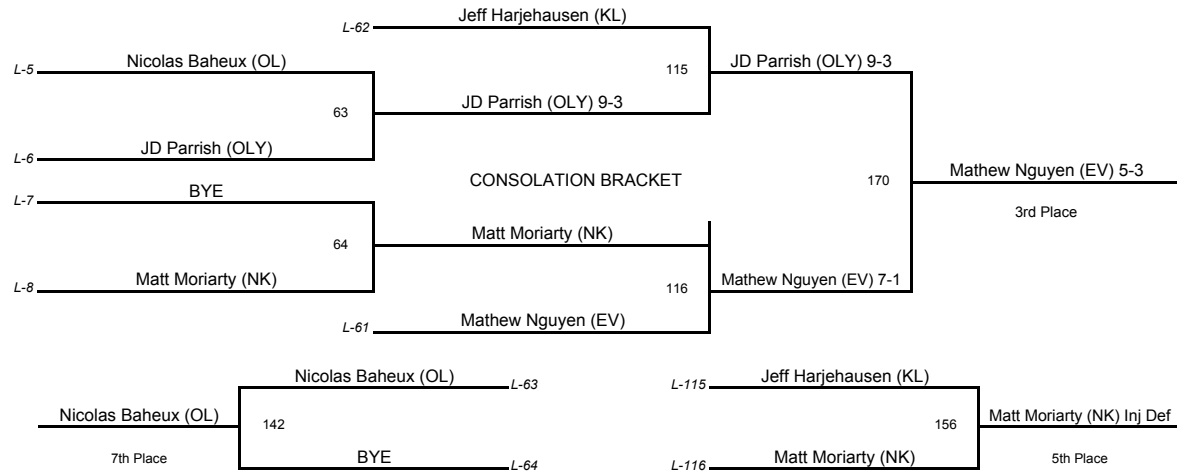 Jeff Harjehausen (KL)
L-62
Nicolas Baheux (OL)
L-5
115
JD Parrish (OLY) 9-3
63
JD Parrish (OLY) 9-3
JD Parrish (OLY)
L-6
BYE
L-7
CONSOLATION BRACKET
170
Mathew Nguyen (EV) 5-3
3rd Place
64
Matt Moriarty (NK)
Matt Moriarty (NK)
L-8
116
Mathew Nguyen (EV) 7-1
L-61
Mathew Nguyen (EV)
Nicolas Baheux (OL)
L-63
L-115
Jeff Harjehausen (KL)
Nicolas Baheux (OL)
142
156
Matt Moriarty (NK) Inj Def
7th Place
BYE
L-64
L-116
Matt Moriarty (NK)
5th Place